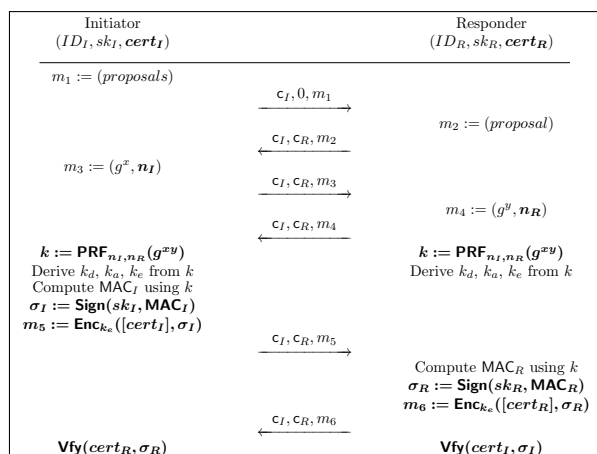 Initiator Responder
(ID_I, sk_I, cert_I) (ID_R, sk_R, cert_R)
m_1 := (proposals)
c_I, 0, m_1
m_2 := (proposal)
c_I, c_R, m_2
m_3 := (g^x, n_I)
c_I, c_R, m_3
m_4 := (g^y, n_R)
c_I, c_R, m_4
k := PRF_{n_I,n_R}(g^{xy}) k := PRF_{n_I,n_R}(g^{xy})
Derive k_d, k_a, k_e from k Derive k_d, k_a, k_e from k
Compute MAC_I using k
σ_I := Sign(sk_I, MAC_I)
m_5 := Enc_{k_e}([cert_I], σ_I)
c_I, c_R, m_5
Compute MAC_R using k
σ_R := Sign(sk_R, MAC_R)
m_6 := Enc_{k_e}([cert_R], σ_R)
c_I, c_R, m_6
Vfy(cert_R, σ_R) Vfy(cert_I, σ_I)